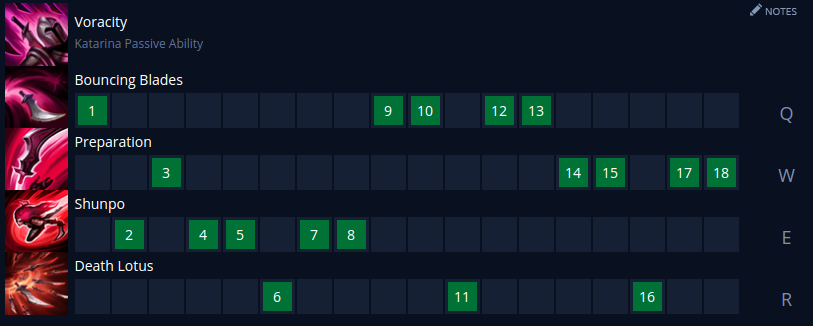 NOTES
Voracity
Katarina Passive Ability
Bouncing Blades
1 9 10 12 13 Q
Preparation
3 14 15 17 18 W
Shunpo
2 4 5 7 8 E
Death Lotus
6 11 16 R